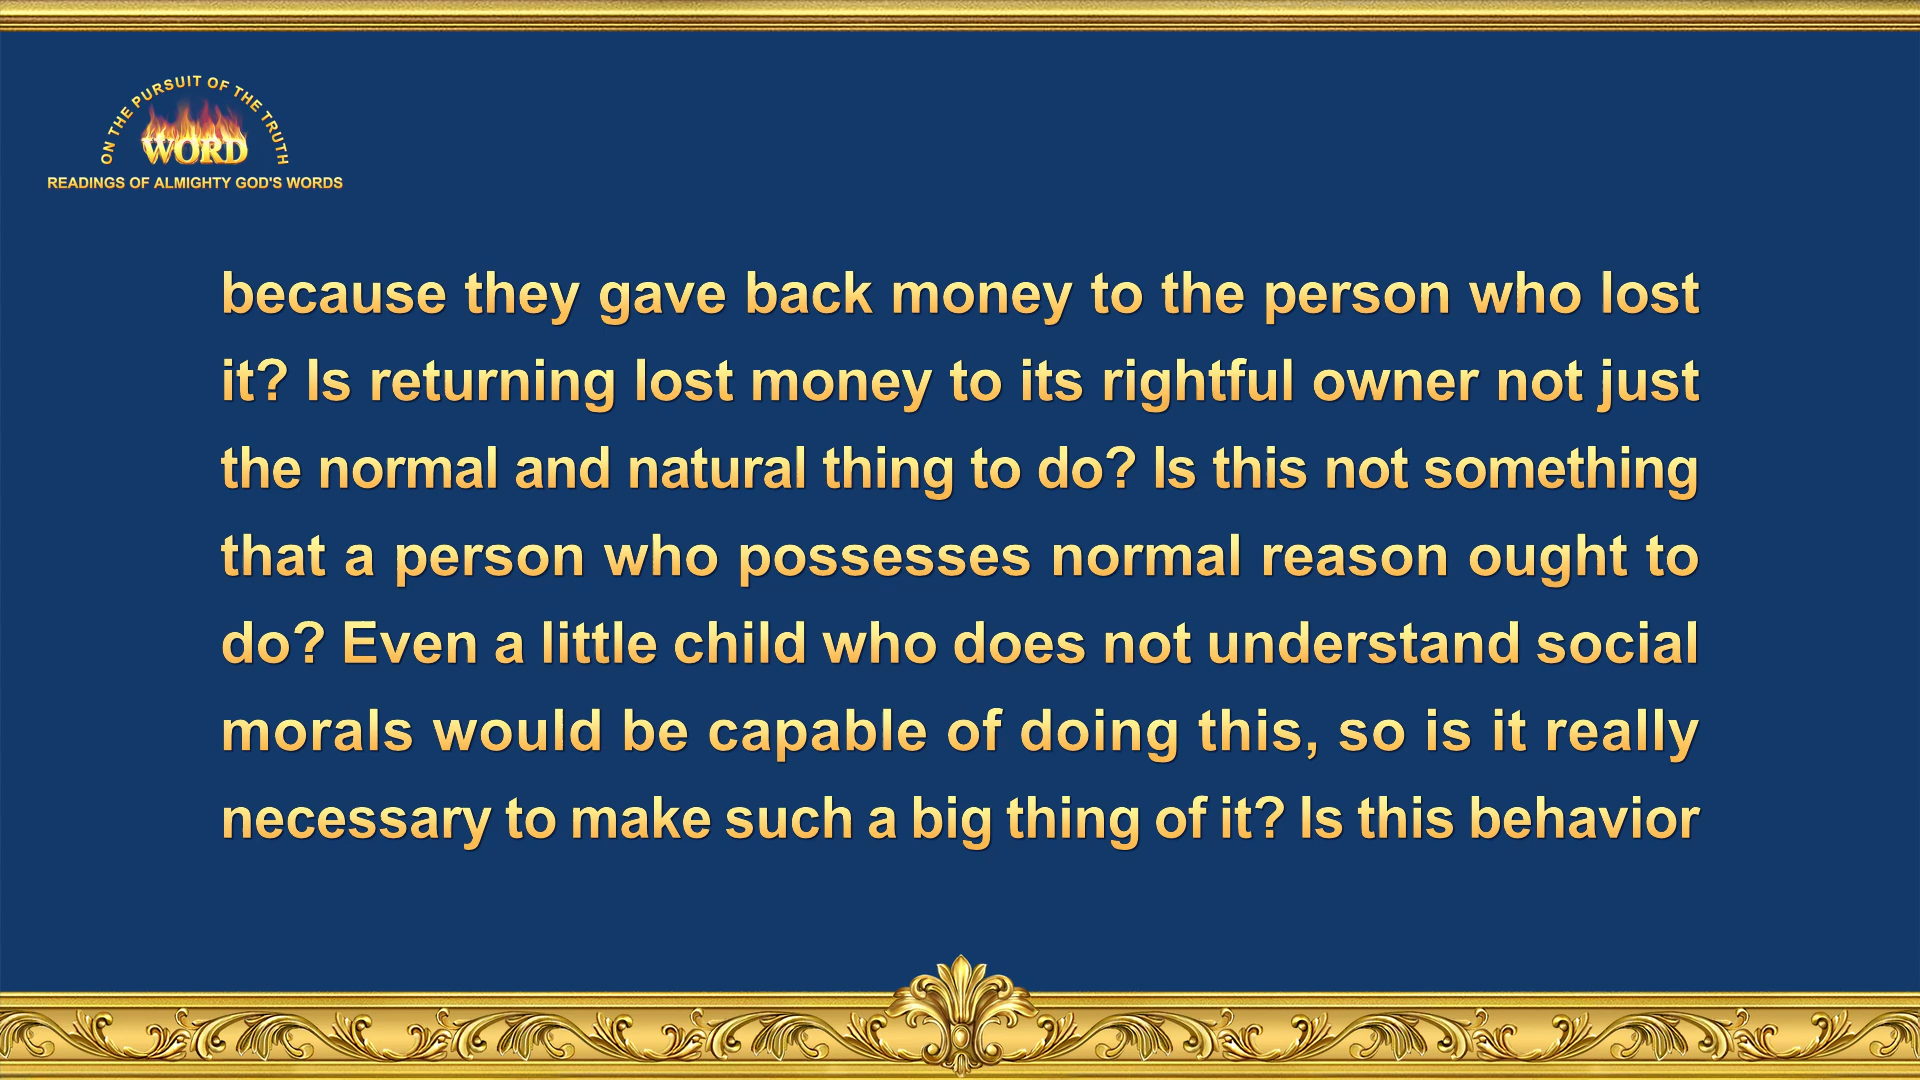 ON THE PURSUIT OF THE TRUTH
WORD
READINGS OF ALMIGHTY GOD'S WORDS
because they gave back money to the person who lost
it? Is returning lost money to its rightful owner not just
the normal and natural thing to do? Is this not something
that a person who possesses normal reason ought to
do? Even a little child who does not understand social
morals would be capable of doing this, so is it really
necessary to make such a big thing of it? Is this behavior